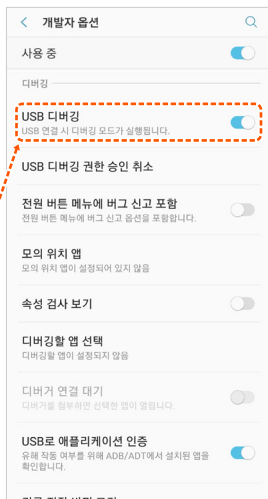 개발자 옵션
사용 중
디버깅
USB 디버깅
USB 연결 시 디버깅 모드가 실행됩니다.
USB 디버깅 권한 승인 취소
전원 버튼 메뉴에 버그 신고 포함
전원 버튼 메뉴에 버그 신고 옵션을 포함합니다.
모의 위치 앱
모의 위치 앱이 설정되어 있지 않음
속성 검사 보기
디버깅할 앱 선택
디버깅할 앱이 설정되지 않음
디버거 연결 대기
디버거를 첨부하면 선택한 앱이 열립니다.
USB로 애플리케이션 인증
유해 작동 여부를 위해 ADB/ADT에서 설치된 앱을
확인합니다.